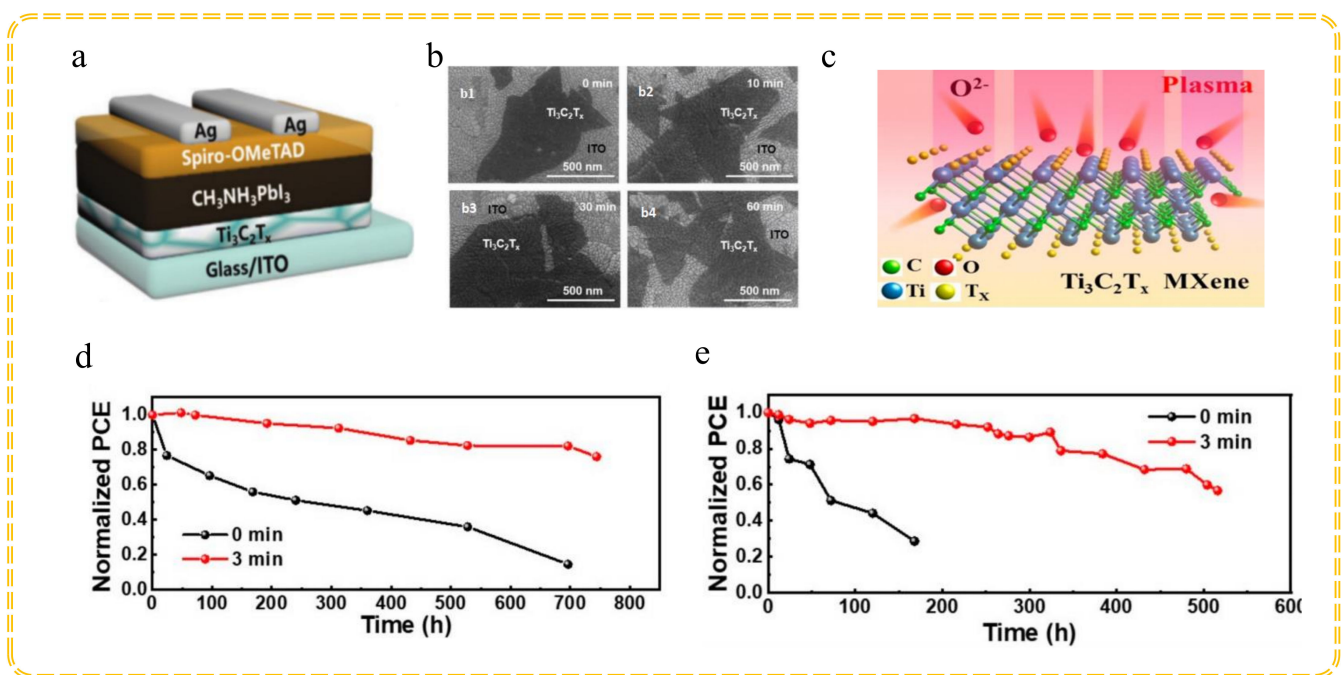 a
Ag
Ag
Spiro-OMeTAD
CH₃NH₃PbI₃
Ti₃C₂Tₓ
Glass/ITO
b
b1
0 min
Ti₃C₂Tₓ
ITO
500 nm
b2
10 min
Ti₃C₂Tₓ
ITO
500 nm
b3
ITO
30 min
Ti₃C₂Tₓ
500 nm
b4
60 min
Ti₃C₂Tₓ
ITO
500 nm
c
O²⁻
Plasma
C
O
Ti
Tₓ
Ti₃C₂Tₓ MXene
d
Normalized PCE
1.0
0.8
0.6
0.4
0.2
0.0
0 min
3 min
0 100 200 300 400 500 600 700 800
Time (h)
e
Normalized PCE
1.0
0.8
0.6
0.4
0.2
0.0
0 min
3 min
0 100 200 300 400 500 600
Time (h)